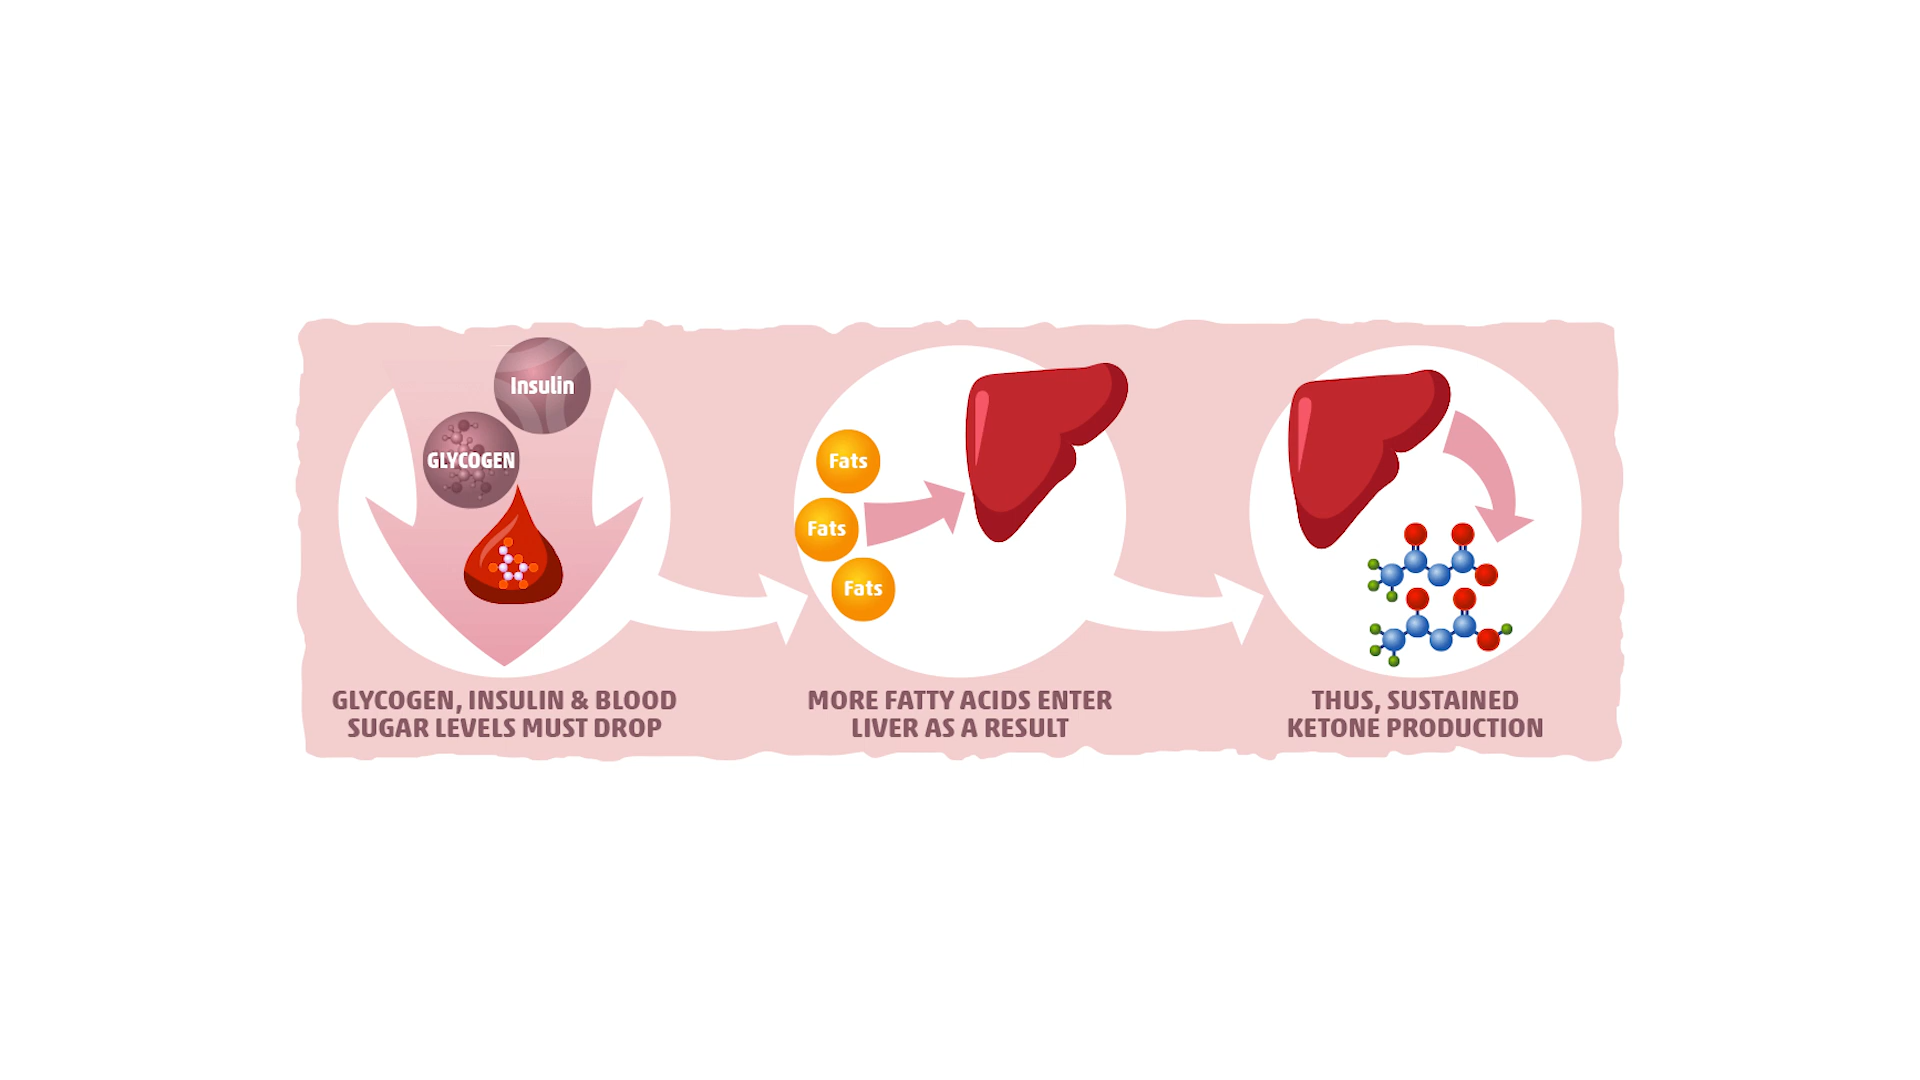 Insulin
GLYCOGEN
Fats
Fats
Fats
GLYCOGEN, INSULIN & BLOOD
SUGAR LEVELS MUST DROP
MORE FATTY ACIDS ENTER
LIVER AS A RESULT
THUS, SUSTAINED
KETONE PRODUCTION